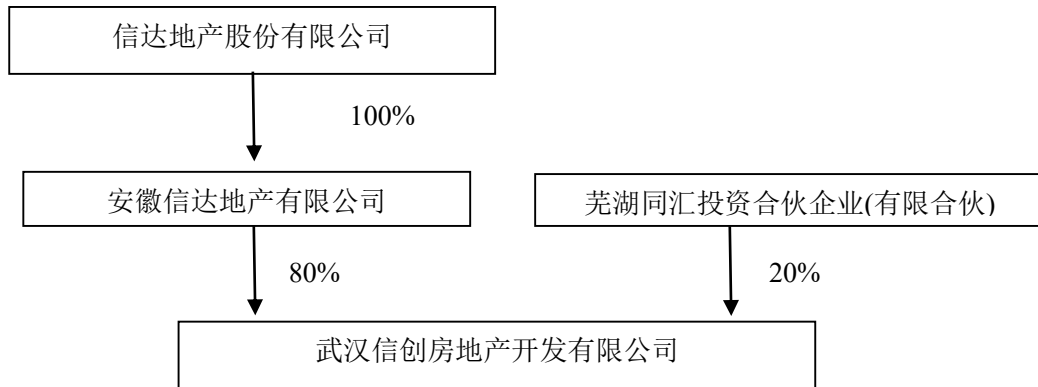 信达地产股份有限公司
100%
安徽信达地产有限公司
芜湖同汇投资合伙企业(有限合伙)
80%
20%
武汉信创房地产开发有限公司